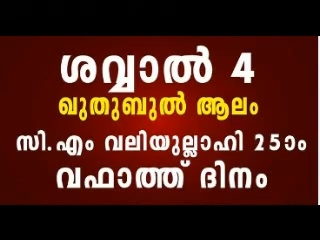 ശവ്വാൽ 4
ഖുതുബുൽ ആലം
സി.എം വലിയുല്ലാഹി 25ാം
വഫാത്ത് ദിനം